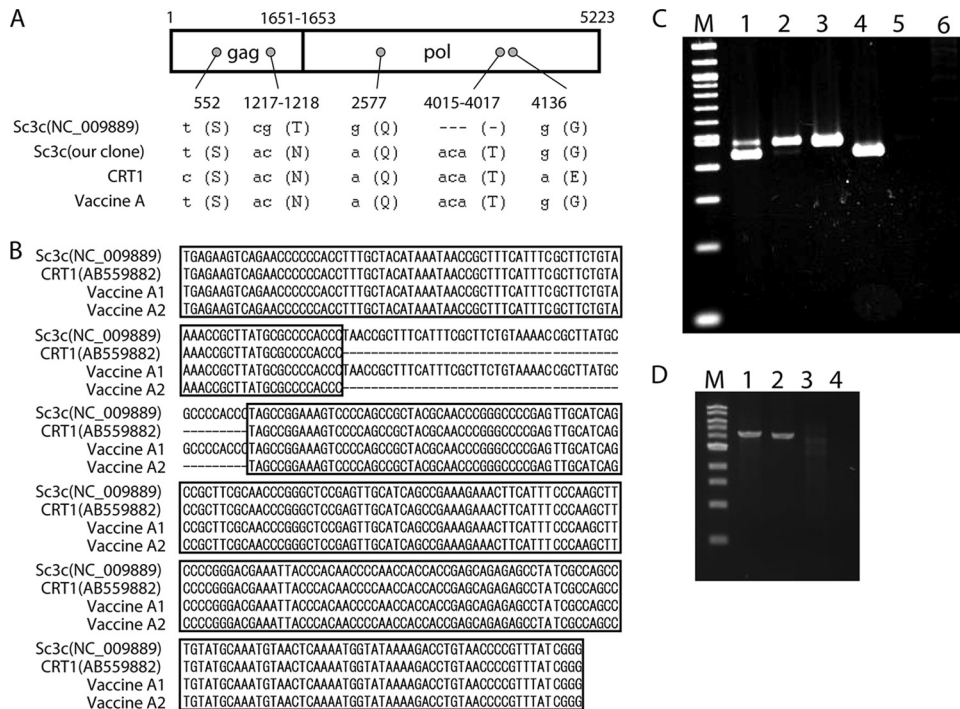 A
1 1651-1653 5223
gag pol
552 1217-1218 2577 4015-4017 4136
Sc3c(NC_009889) t (S) cg (T) g (Q) --- (-) g (G)
Sc3c(our clone) t (S) ac (N) a (Q) aca (T) g (G)
CRT1 c (S) ac (N) a (Q) aca (T) a (E)
Vaccine A t (S) ac (N) a (Q) aca (T) g (G)
B
Sc3c(NC_009889) TGAGAAGTCAGAACCCCCCACCTTTGCTACATAAATAACCGCTTTCATTTCGCTTCTGTA
CRT1(AB559882) TGAGAAGTCAGAACCCCCCACCTTTGCTACATAAATAACCGCTTTCATTTCGCTTCTGTA
Vaccine A1 TGAGAAGTCAGAACCCCCCACCTTTGCTACATAAATAACCGCTTTCATTTCGCTTCTGTA
Vaccine A2 TGAGAAGTCAGAACCCCCCACCTTTGCTACATAAATAACCGCTTTCATTTCGCTTCTGTA
Sc3c(NC_009889) AAACCGCTTATGCGCCCCACCCTAACCGCTTTCATTTCGCTTCTGTAAAACCGCTTATGC
CRT1(AB559882) AAACCGCTTATGCGCCCCACCC--------------------------------------
Vaccine A1 AAACCGCTTATGCGCCCCACCCTAACCGCTTTCATTTCGCTTCTGTAAAACCGCTTATGC
Vaccine A2 AAACCGCTTATGCGCCCCACCC--------------------------------------
Sc3c(NC_009889) GCCCCACCCTAGCCGGAAAGTCCCCAGCCGCTACGCAACCCGGGCCCCGAGTTGCATCAG
CRT1(AB559882) ---------TAGCCGGAAAGTCCCCAGCCGCTACGCAACCCGGGCCCCGAGTTGCATCAG
Vaccine A1 GCCCCACCCTAGCCGGAAAGTCCCCAGCCGCTACGCAACCCGGGCCCCGAGTTGCATCAG
Vaccine A2 ---------TAGCCGGAAAGTCCCCAGCCGCTACGCAACCCGGGCCCCGAGTTGCATCAG
Sc3c(NC_009889) CCGCTTCGCAACCCGGGCTCCGAGTTGCATCAGCCGAAAGAAACTTCATTTCCCAAGCTT
CRT1(AB559882) CCGCTTCGCAACCCGGGCTCCGAGTTGCATCAGCCGAAAGAAACTTCATTTCCCAAGCTT
Vaccine A1 CCGCTTCGCAACCCGGGCTCCGAGTTGCATCAGCCGAAAGAAACTTCATTTCCCAAGCTT
Vaccine A2 CCGCTTCGCAACCCGGGCTCCGAGTTGCATCAGCCGAAAGAAACTTCATTTCCCAAGCTT
Sc3c(NC_009889) CCCCGGGACGAAATTACCCACAACCCCAACCACCACCGAGCAGAGAGCCTATCGCCAGCC
CRT1(AB559882) CCCCGGGACGAAATTACCCACAACCCCAACCACCACCGAGCAGAGAGCCTATCGCCAGCC
Vaccine A1 CCCCGGGACGAAATTACCCACAACCCCAACCACCACCGAGCAGAGAGCCTATCGCCAGCC
Vaccine A2 CCCCGGGACGAAATTACCCACAACCCCAACCACCACCGAGCAGAGAGCCTATCGCCAGCC
Sc3c(NC_009889) TGTATGCAAATGTAACTCAAAATGGTATAAAAGACCTGTAACCCCGTTTATCGGG
CRT1(AB559882) TGTATGCAAATGTAACTCAAAATGGTATAAAAGACCTGTAACCCCGTTTATCGGG
Vaccine A1 TGTATGCAAATGTAACTCAAAATGGTATAAAAGACCTGTAACCCCGTTTATCGGG
Vaccine A2 TGTATGCAAATGTAACTCAAAATGGTATAAAAGACCTGTAACCCCGTTTATCGGG
C
M 1 2 3 4 5 6
D
M 1 2 3 4